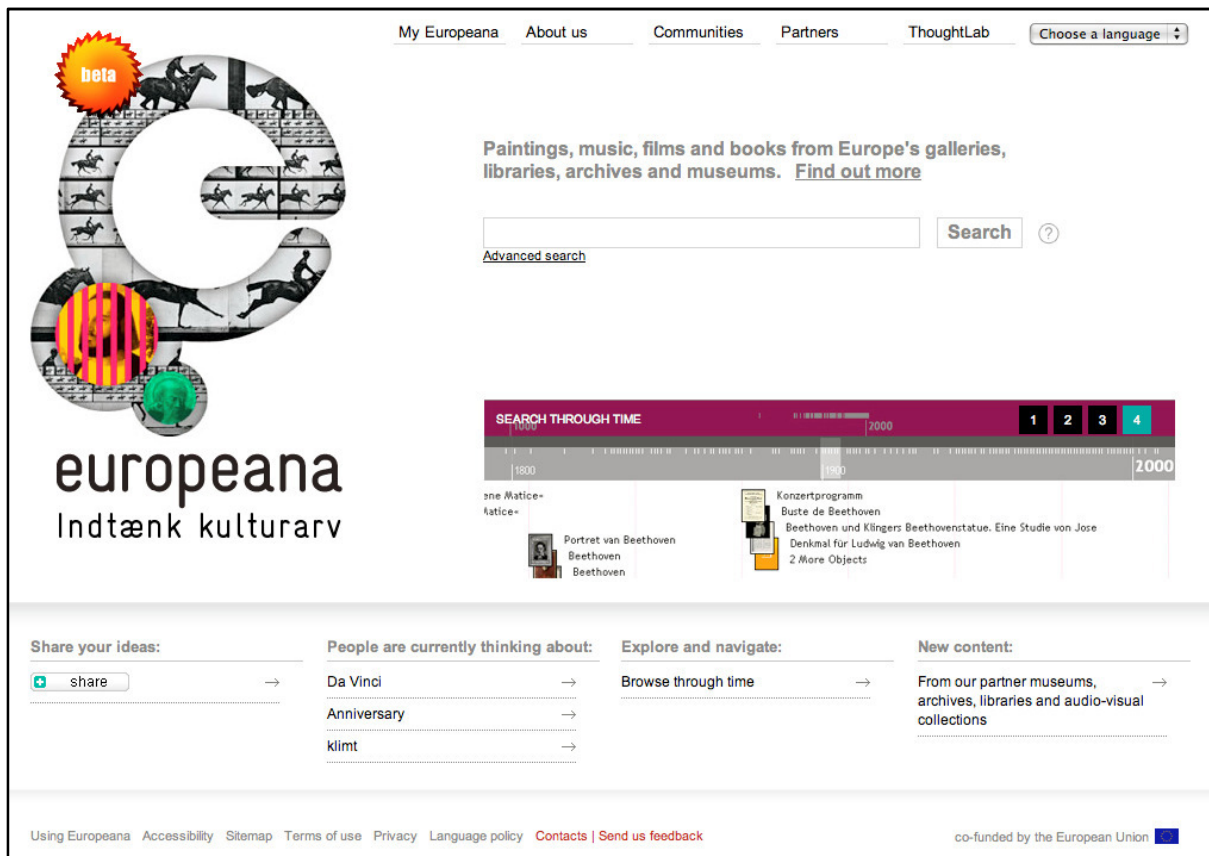 My Europeana About us Communities Partners ThoughtLab Choose a language
beta
Paintings, music, films and books from Europe's galleries,
libraries, archives and museums. Find out more
Search ?
Advanced search
SEARCH THROUGH TIME 1 2 3 4
1000 2000
1800 1900 2000
ene Matice«
Matice«
Portret van Beethoven
Beethoven
Beethoven
Konzertprogramm
Buste de Beethoven
Beethoven und Klingers Beethovenstatue. Eine Studie von Jose
Denkmal für Ludwig van Beethoven
2 More Objects
europeana
Indtænk kulturarv
Share your ideas:
share
People are currently thinking about:
Da Vinci
Anniversary
klimt
Explore and navigate:
Browse through time
New content:
From our partner museums,
archives, libraries and audio-visual
collections
Using Europeana Accessibility Sitemap Terms of use Privacy Language policy Contacts | Send us feedback
co-funded by the European Union